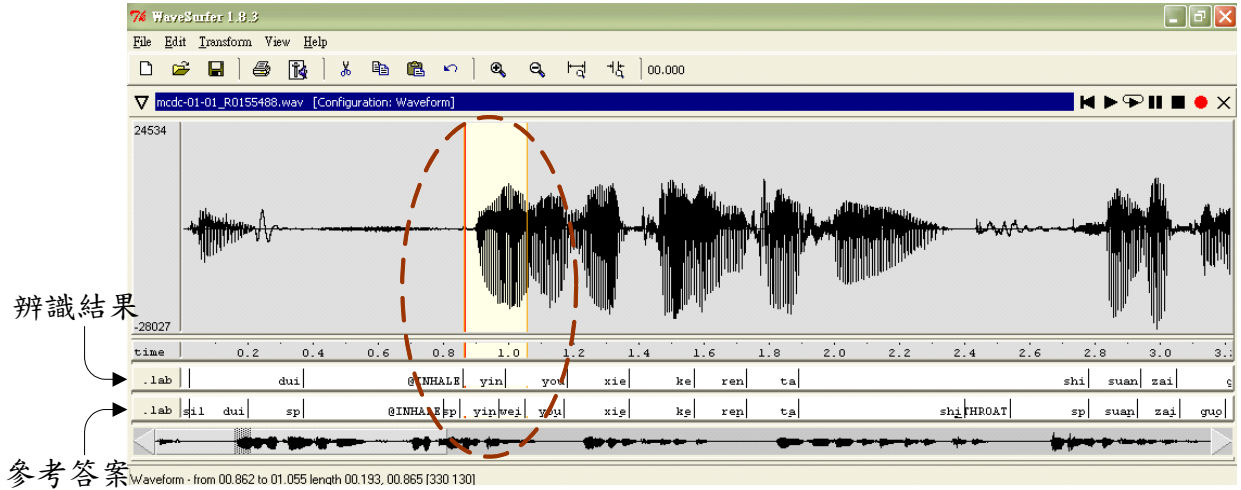 WaveSurfer 1.8.3
File Edit Transform View Help
00.000
mcdc-01-01_R0155488.wav [Configuration: Waveform]
24534
辨識結果
-28027
time 0.2 0.4 0.6 0.8 1.0 1.2 1.4 1.6 1.8 2.0 2.2 2.4 2.6 2.8 3.0
.lab dui @INHALE yin you xie ke ren ta shi suan zai
.lab sil dui sp @INHALE sp yin wei you xie ke ren ta shi THROAT sp suan zai guo
參考答案
Waveform - from 00.862 to 01.055 length 00.193, 00.865 [330 130]